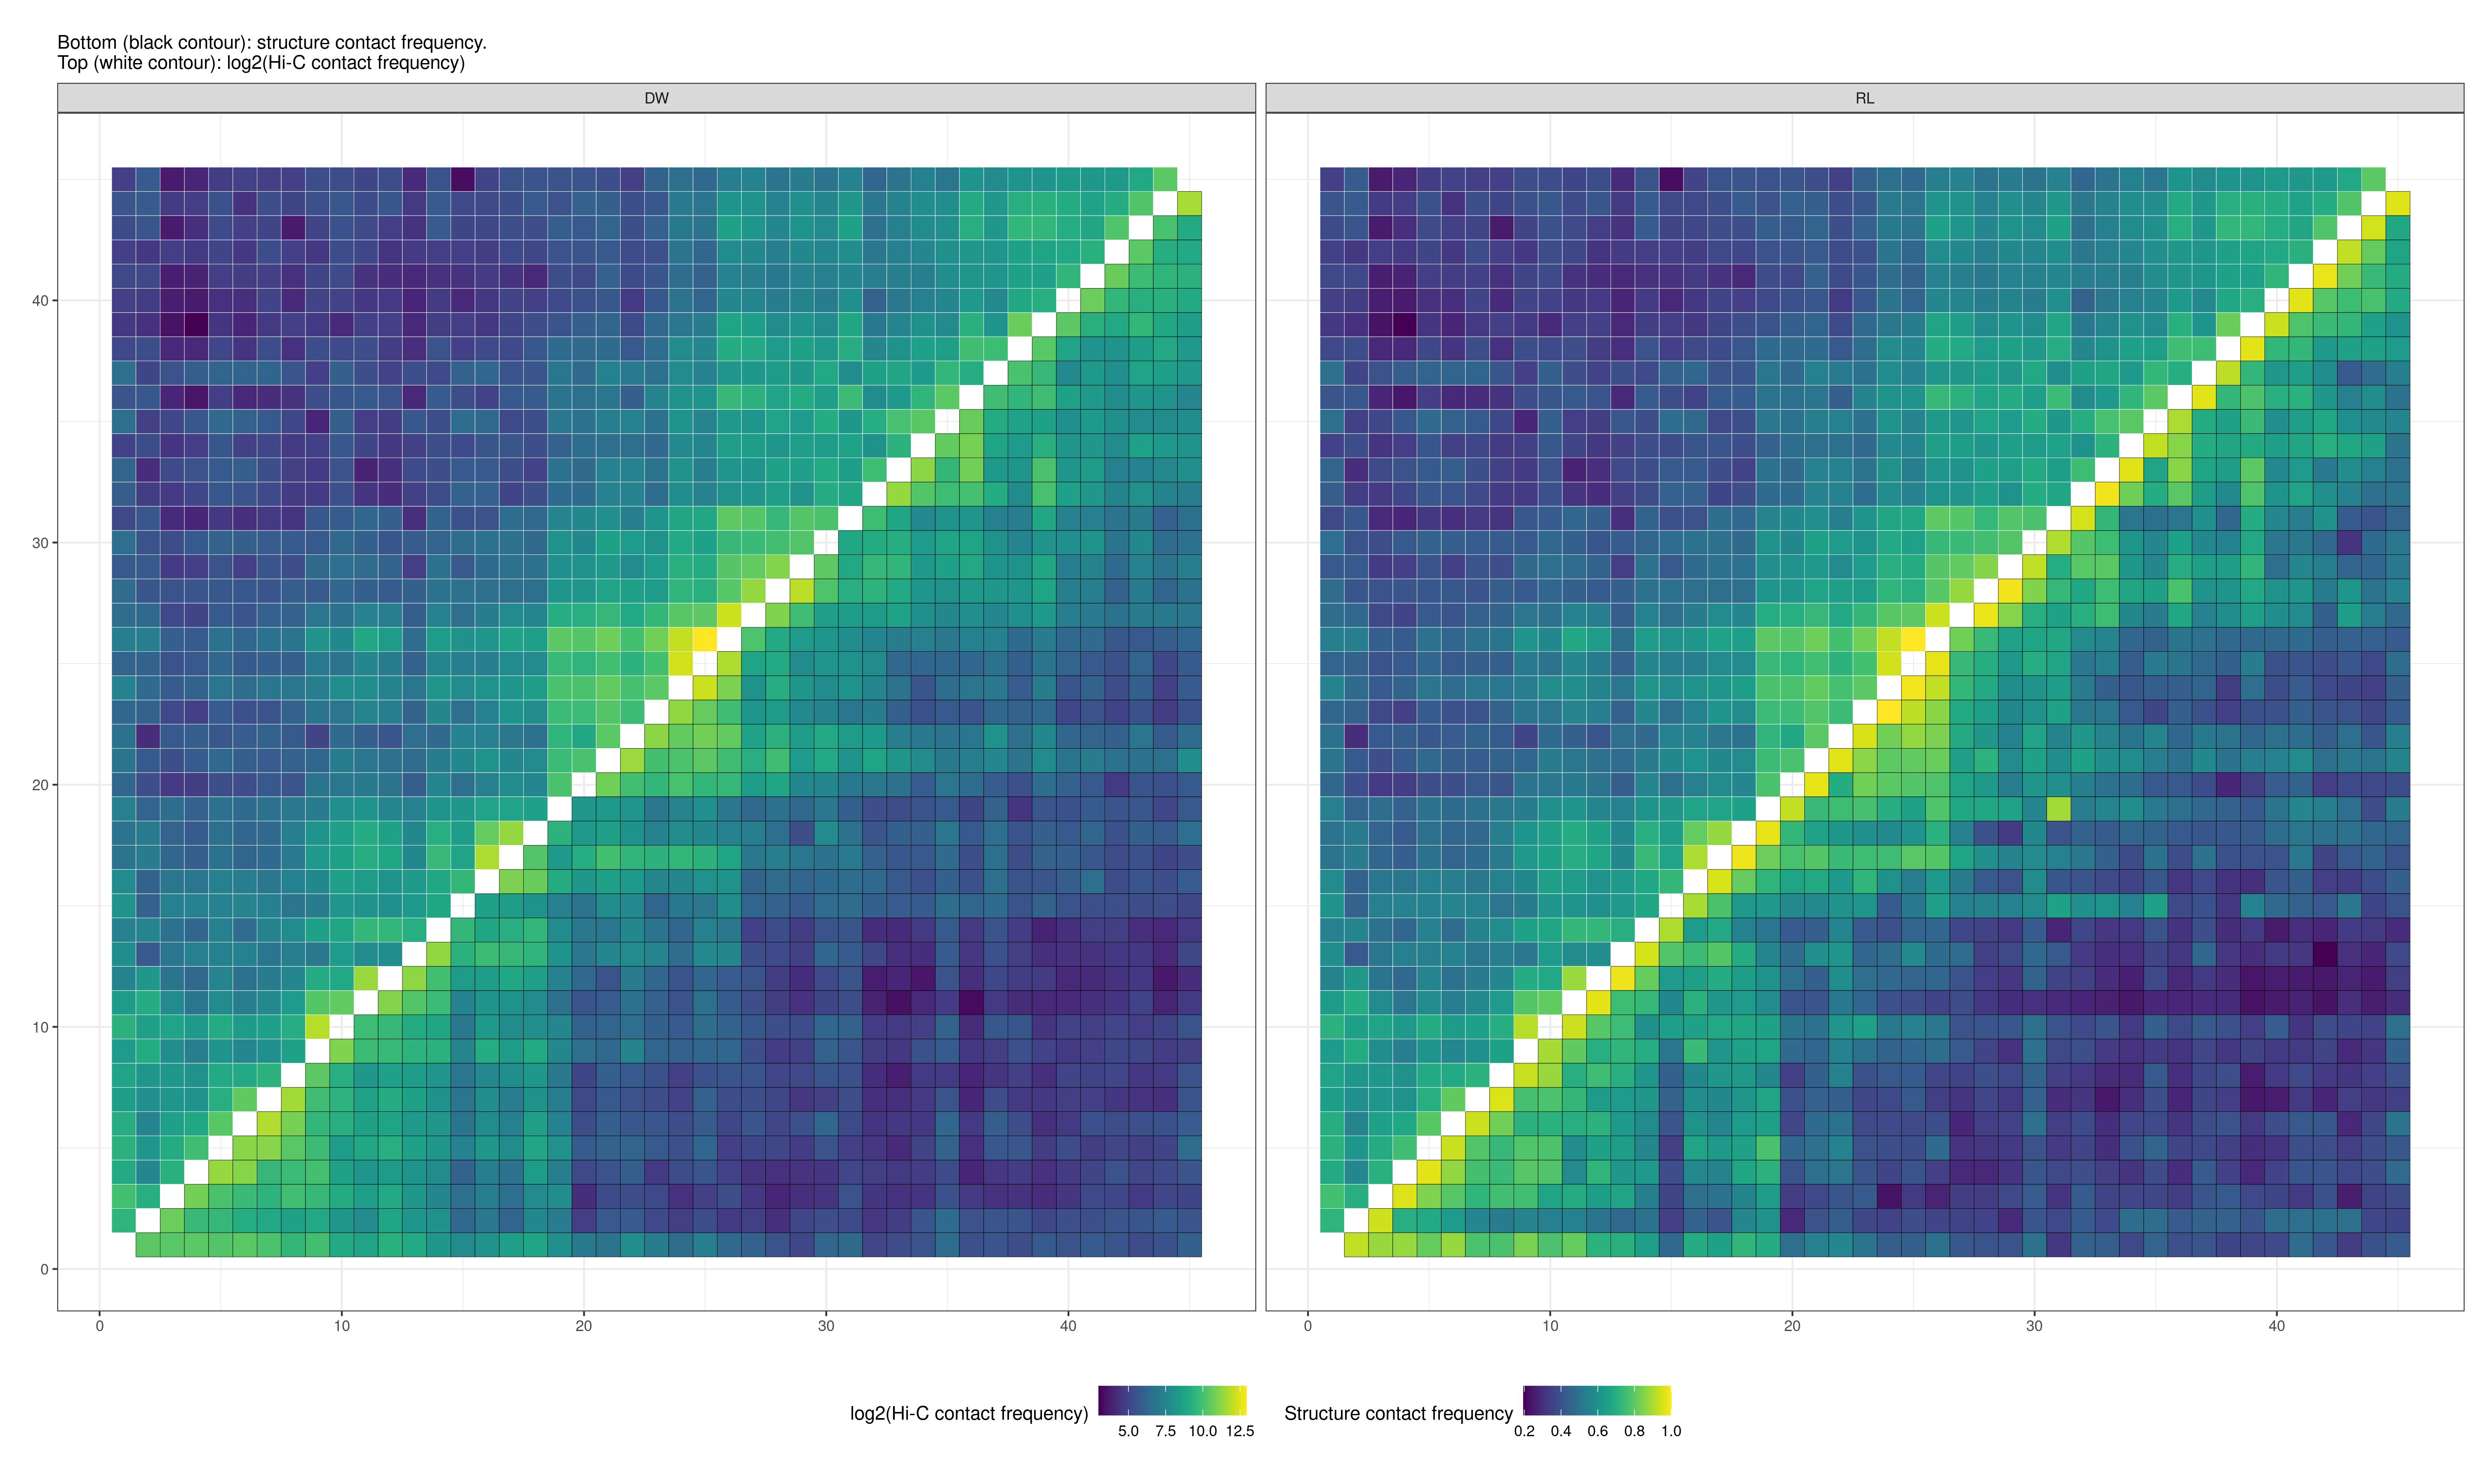 Bottom (black contour): structure contact frequency.
Top (white contour): log2(Hi-C contact frequency)
DW
RL
40
30
20
10
0
0 10 20 30 40
0 10 20 30 40
log2(Hi-C contact frequency)
5.0 7.5 10.0 12.5
Structure contact frequency
0.2 0.4 0.6 0.8 1.0